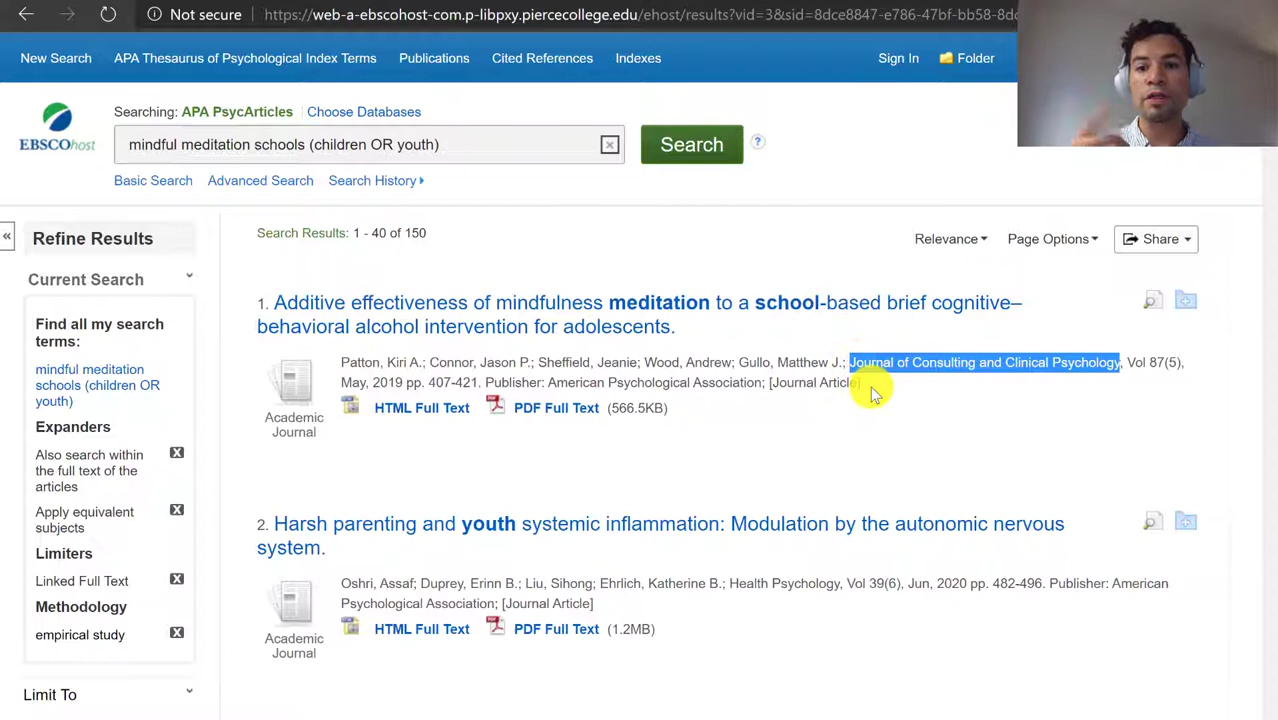 Not secure https://web-a-ebscohost-com.p-libpxy.piercecollege.edu/ehost/results?vid=3&sid=8dce8847-e786-47bf-bb58-8d
New Search APA Thesaurus of Psychological Index Terms Publications Cited References Indexes Sign In Folder
EBSCOhost
Searching: APA PsycArticles Choose Databases
mindful meditation schools (children OR youth)
Search ?
Basic Search Advanced Search Search History
« Refine Results
Current Search
Find all my search
terms:
mindful meditation
schools (children OR
youth)
Expanders
Also search within
the full text of the
articles
Apply equivalent
subjects
Limiters
Linked Full Text
Methodology
empirical study
Limit To
Search Results: 1 - 40 of 150
Relevance Page Options Share
1. Additive effectiveness of mindfulness meditation to a school-based brief cognitive–
behavioral alcohol intervention for adolescents.
Patton, Kiri A.; Connor, Jason P.; Sheffield, Jeanie; Wood, Andrew; Gullo, Matthew J.; Journal of Consulting and Clinical Psychology, Vol 87(5),
May, 2019 pp. 407-421. Publisher: American Psychological Association; [Journal Article]
Academic
Journal
HTML Full Text PDF Full Text (566.5KB)
2. Harsh parenting and youth systemic inflammation: Modulation by the autonomic nervous
system.
Oshri, Assaf; Duprey, Erinn B.; Liu, Sihong; Ehrlich, Katherine B.; Health Psychology, Vol 39(6), Jun, 2020 pp. 482-496. Publisher: American
Psychological Association; [Journal Article]
Academic
Journal
HTML Full Text PDF Full Text (1.2MB)